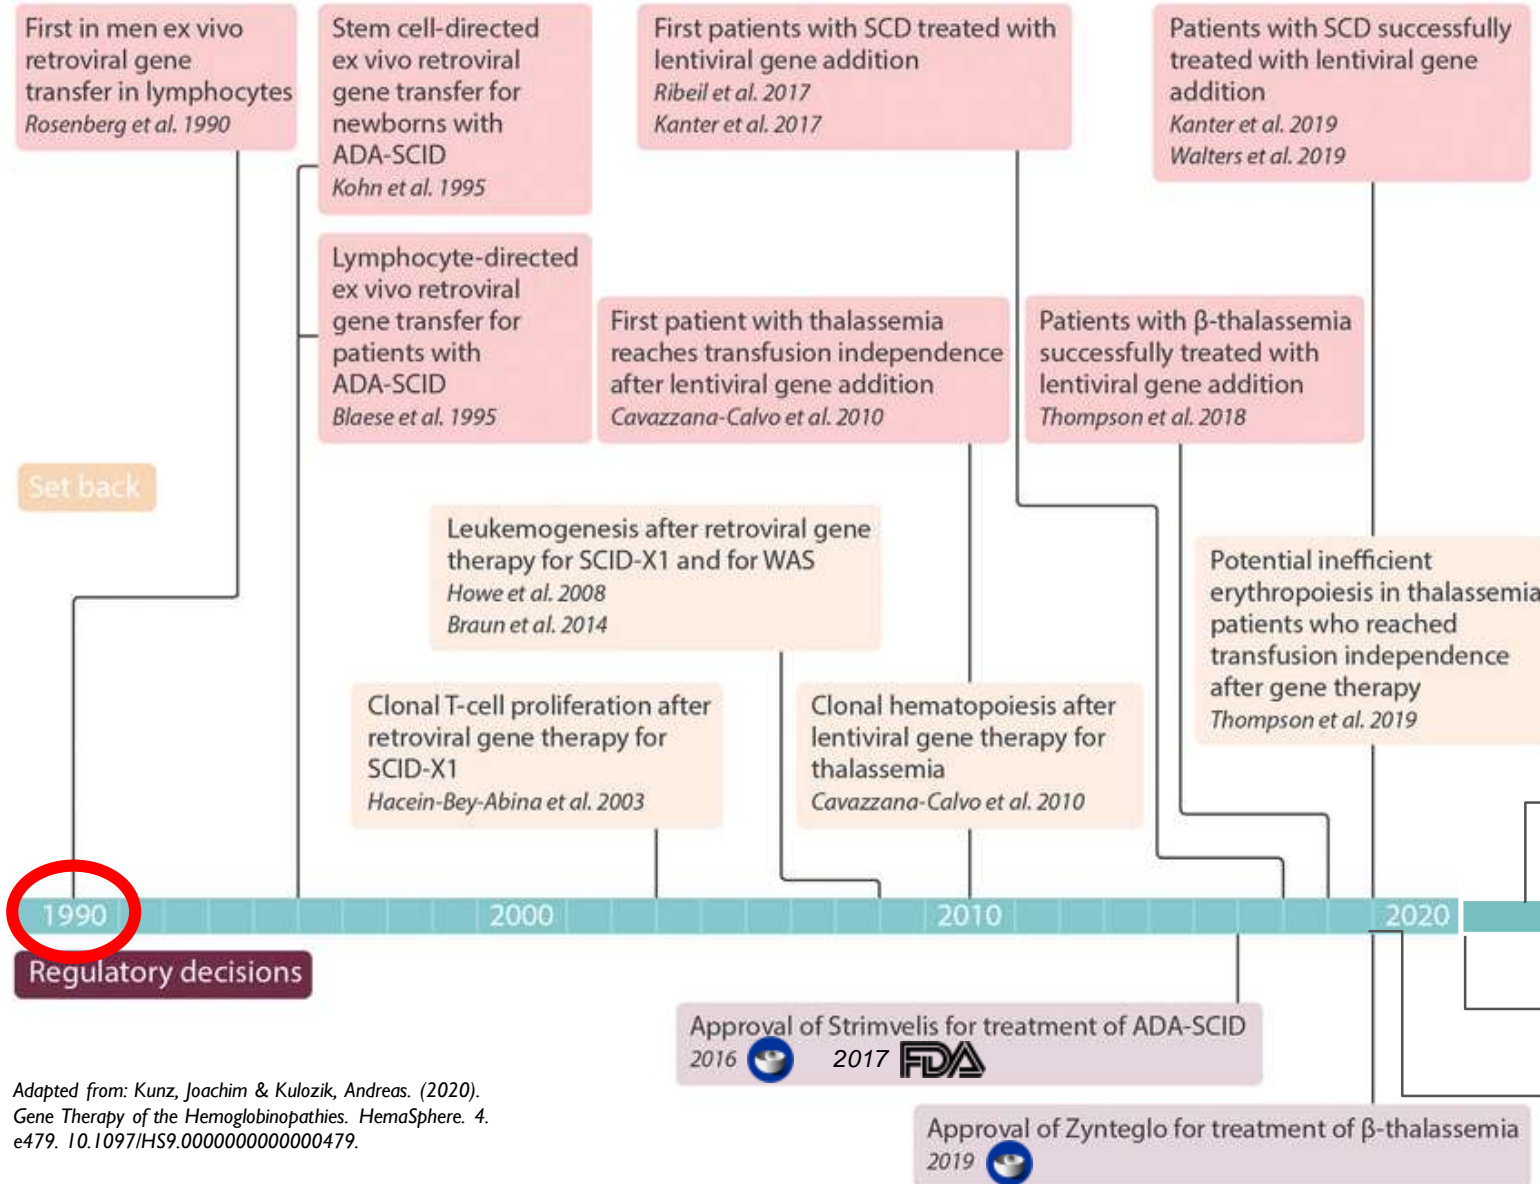 First in men ex vivo
retroviral gene
transfer in lymphocytes
Rosenberg et al. 1990
Stem cell-directed
ex vivo retroviral
gene transfer for
newborns with
ADA-SCID
Kohn et al. 1995
First patients with SCD treated with
lentiviral gene addition
Ribeil et al. 2017
Kanter et al. 2017
Patients with SCD successfully
treated with lentiviral gene
addition
Kanter et al. 2019
Walters et al. 2019
Lymphocyte-directed
ex vivo retroviral
gene transfer for
patients with
ADA-SCID
Blaese et al. 1995
First patient with thalassemia
reaches transfusion independence
after lentiviral gene addition
Cavazzana-Calvo et al. 2010
Patients with β-thalassemia
successfully treated with
lentiviral gene addition
Thompson et al. 2018
Set back
Leukemogenesis after retroviral gene
therapy for SCID-X1 and for WAS
Howe et al. 2008
Braun et al. 2014
Potential inefficient
erythropoiesis in thalassemia
patients who reached
transfusion independence
after gene therapy
Thompson et al. 2019
Clonal T-cell proliferation after
retroviral gene therapy for
SCID-X1
Hacein-Bey-Abina et al. 2003
Clonal hematopoiesis after
lentiviral gene therapy for
thalassemia
Cavazzana-Calvo et al. 2010
1990 2000 2010 2020
Regulatory decisions
Approval of Strimvelis for treatment of ADA-SCID
2016 2017 FDA
Adapted from: Kunz, Joachim & Kulozik, Andreas. (2020).
Gene Therapy of the Hemoglobinopathies. HemaSphere. 4.
e479. 10.1097/HS9.0000000000000479.
Approval of Zynteglo for treatment of β-thalassemia
2019